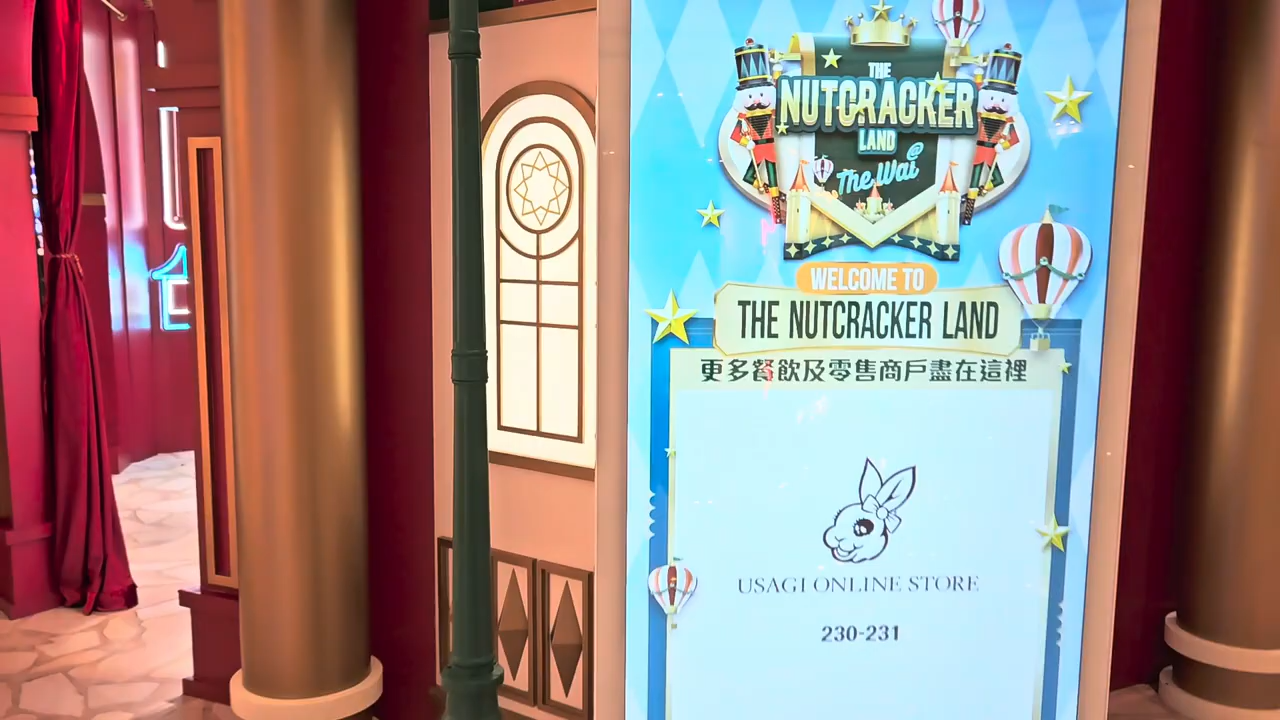 THE
NUTCRACKER
LAND
@
The Wai
WELCOME TO
THE NUTCRACKER LAND
更多餐飲及零售商戶盡在這裡
USAGI ONLINE STORE
230-231